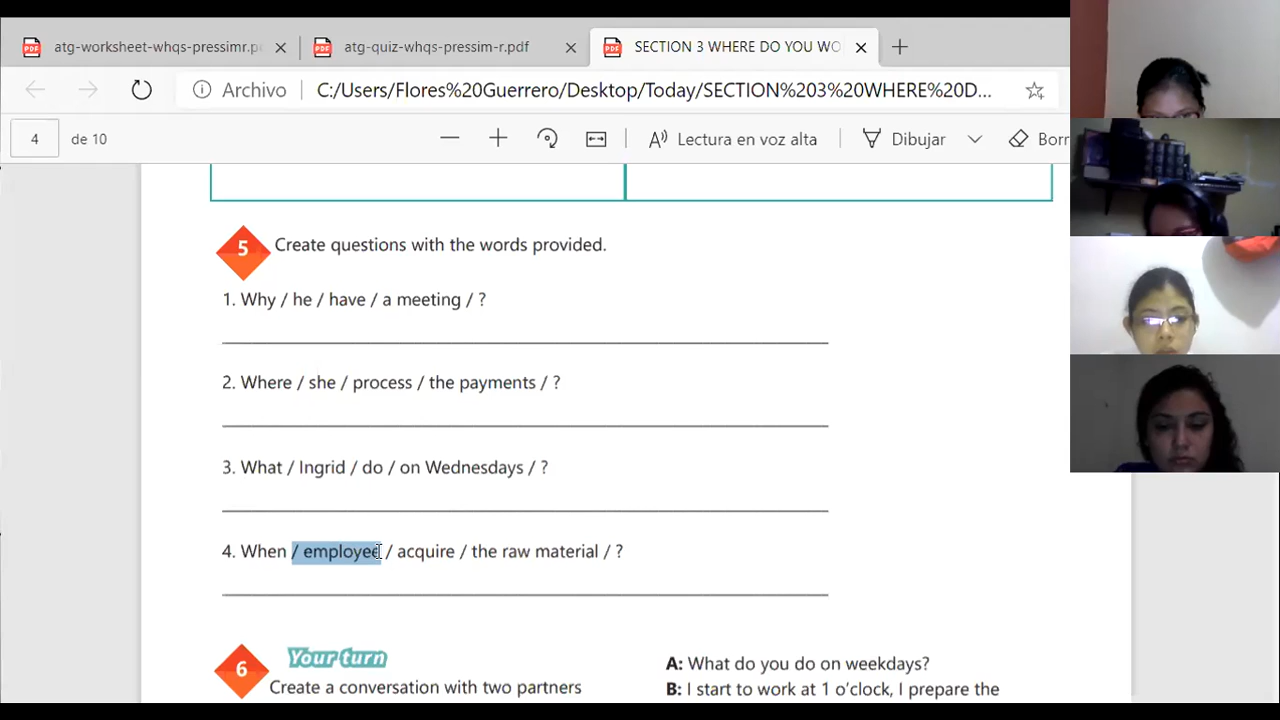 atg-worksheet-whqs-pressimr.p
atg-quiz-whqs-pressim-r.pdf
SECTION 3 WHERE DO YOU WO
Archivo
C:/Users/Flores%20Guerrero/Desktop/Today/SECTION%203%20WHERE%20D...
4 de 10
Lectura en voz alta
Dibujar
Borr
5 Create questions with the words provided.
1. Why / he / have / a meeting / ?
2. Where / she / process / the payments / ?
3. What / Ingrid / do / on Wednesdays / ?
4. When / employee / acquire / the raw material / ?
6 Your turn
Create a conversation with two partners
A: What do you do on weekdays?
B: I start to work at 1 o'clock, I prepare the